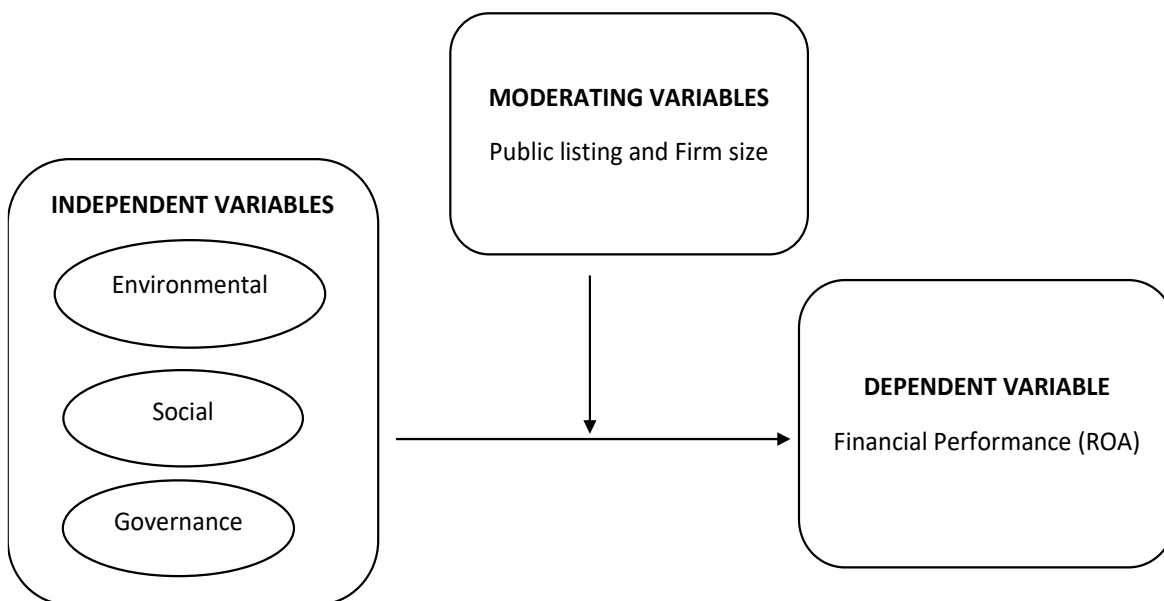 MODERATING VARIABLES
Public listing and Firm size
INDEPENDENT VARIABLES
Environmental
Social
Governance
DEPENDENT VARIABLE
Financial Performance (ROA)